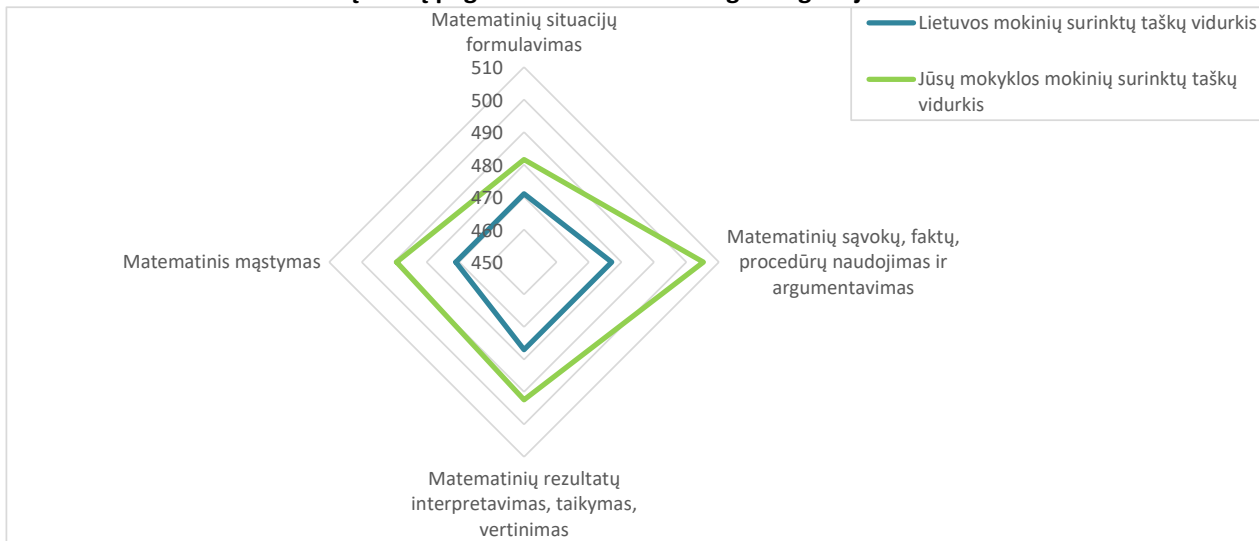 Matematinių situacijų
formulavimas
Lietuvos mokinių surinktų taškų vidurkis
Jūsų mokyklos mokinių surinktų taškų
vidurkis
510
500
490
480
470
460
450
Matematinių sąvokų, faktų,
procedūrų naudojimas ir
argumentavimas
Matematinis mąstymas
Matematinių rezultatų
interpretavimas, taikymas,
vertinimas